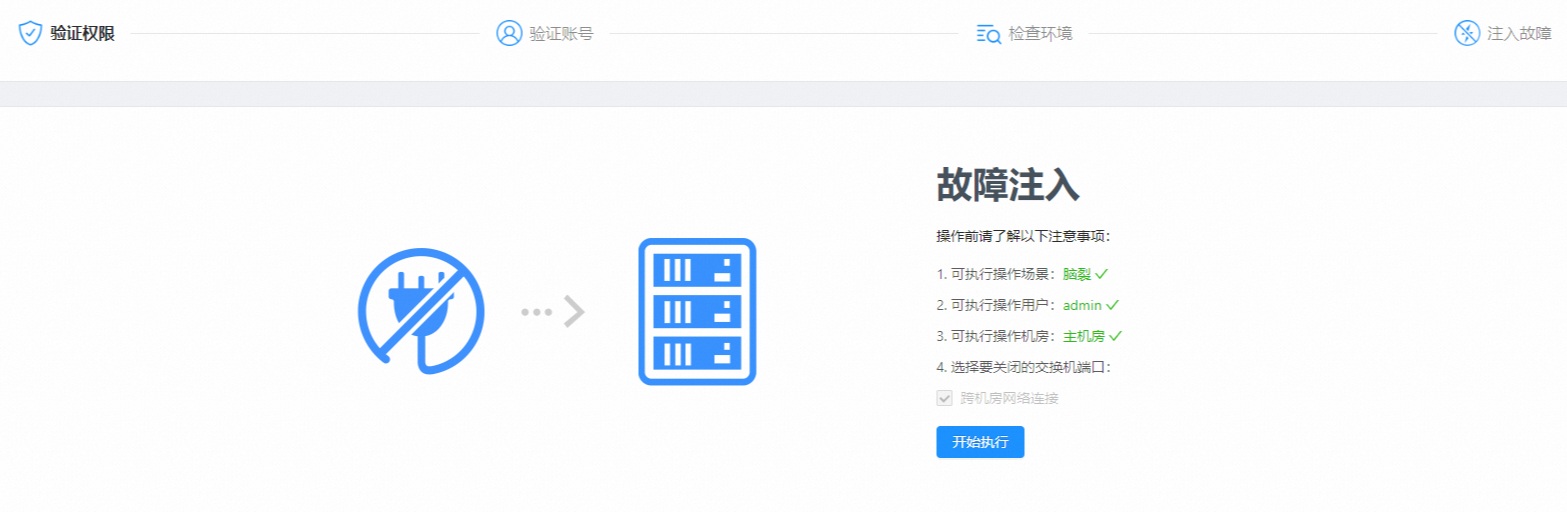 验证权限
验证账号
检查环境
注入故障
故障注入
操作前请了解以下注意事项：
1. 可执行操作场景：脑裂
2. 可执行操作用户：admin
3. 可执行操作机房：主机房
4. 选择要关闭的交换机端口：
跨机房网络连接
开始执行